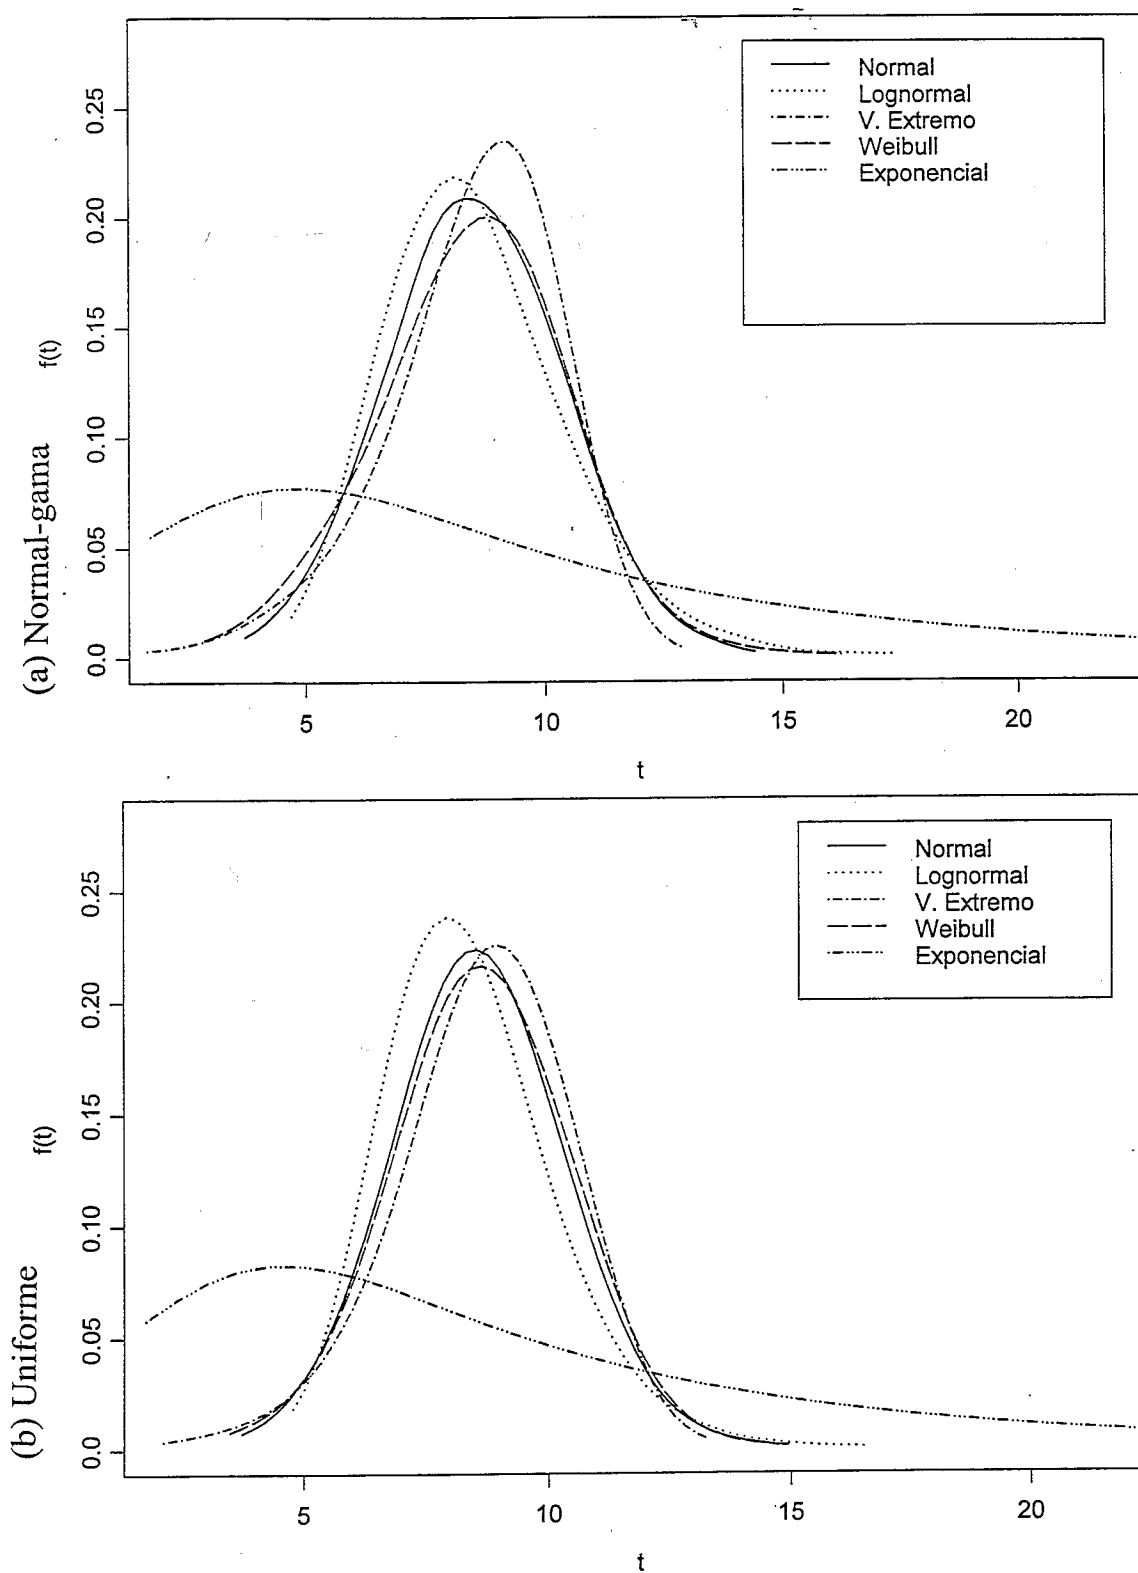 (a) Normal-gama
f(t)
0.25
0.20
0.15
0.10
0.05
0.0
Normal
Lognormal
V. Extremo
Weibull
Exponencial
5 10 15 20
t
(b) Uniforme
f(t)
0.25
0.20
0.15
0.10
0.05
0.0
Normal
Lognormal
V. Extremo
Weibull
Exponencial
5 10 15 20
t